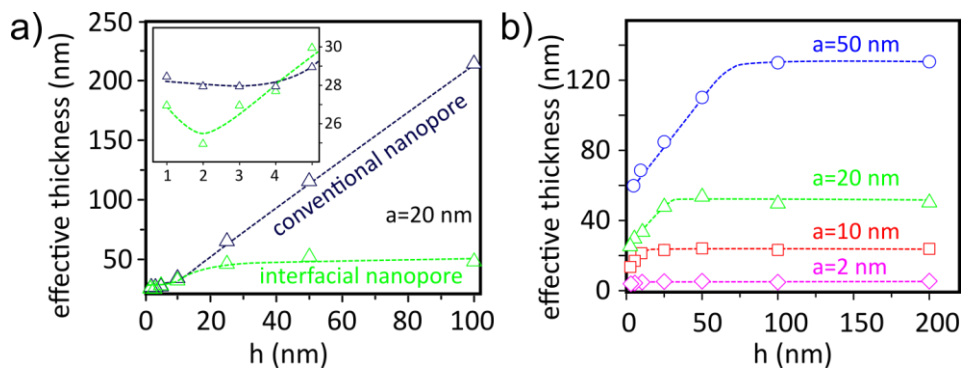 a)
effective thickness (nm)
250
200
150
100
50
0
20
40
60
80
100
h (nm)
30
28
26
1
2
3
4
5
conventional nanopore
a=20 nm
interfacial nanopore
b)
effective thickness (nm)
120
80
40
0
0
50
100
150
200
h (nm)
a=50 nm
a=20 nm
a=10 nm
a=2 nm